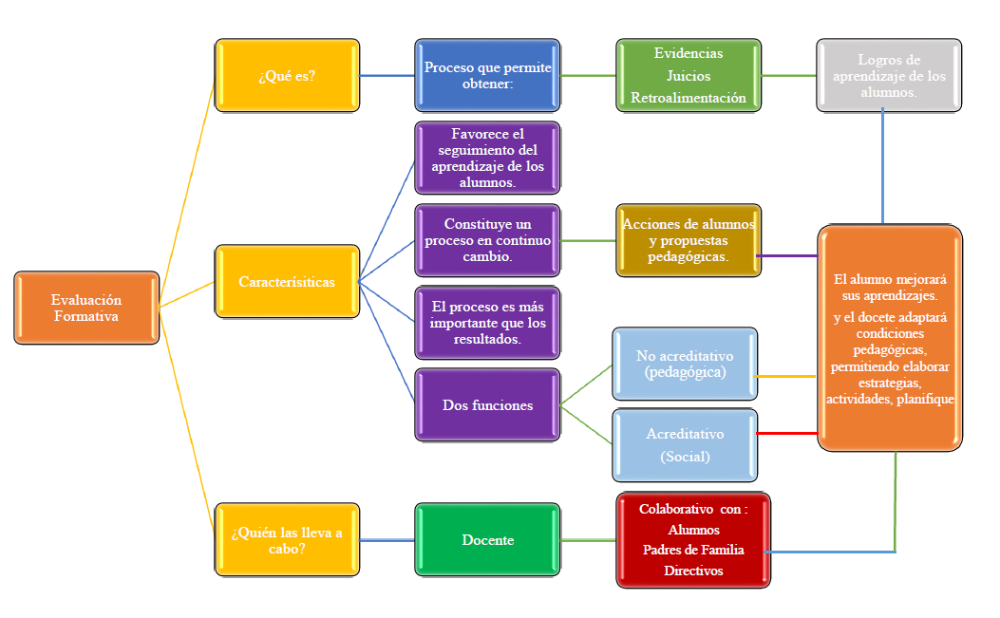 ¿Qué es?
Proceso que permite
obtener:
Evidencias
Juicios
Retroalimentación
Logros de
aprendizaje de los
alumnos.
Favorece el
seguimiento del
aprendizaje de los
alumnos.
Constituye un
proceso en continuo
cambio.
Acciones de alumnos
y propuestas
pedagógicas.
Evaluación
Formativa
Caracterísiticas
El proceso es más
importante que los
resultados.
El alumno mejorará
sus aprendizajes.
y el docete adaptará
condiciones
pedagógicas,
permitiendo elaborar
estrategias,
actividades, planifique
No acreditativo
(pedagógica)
Dos funciones
Acreditativo
(Social)
¿Quién las lleva a
cabo?
Docente
Colaborativo con :
Alumnos
Padres de Familia
Directivos